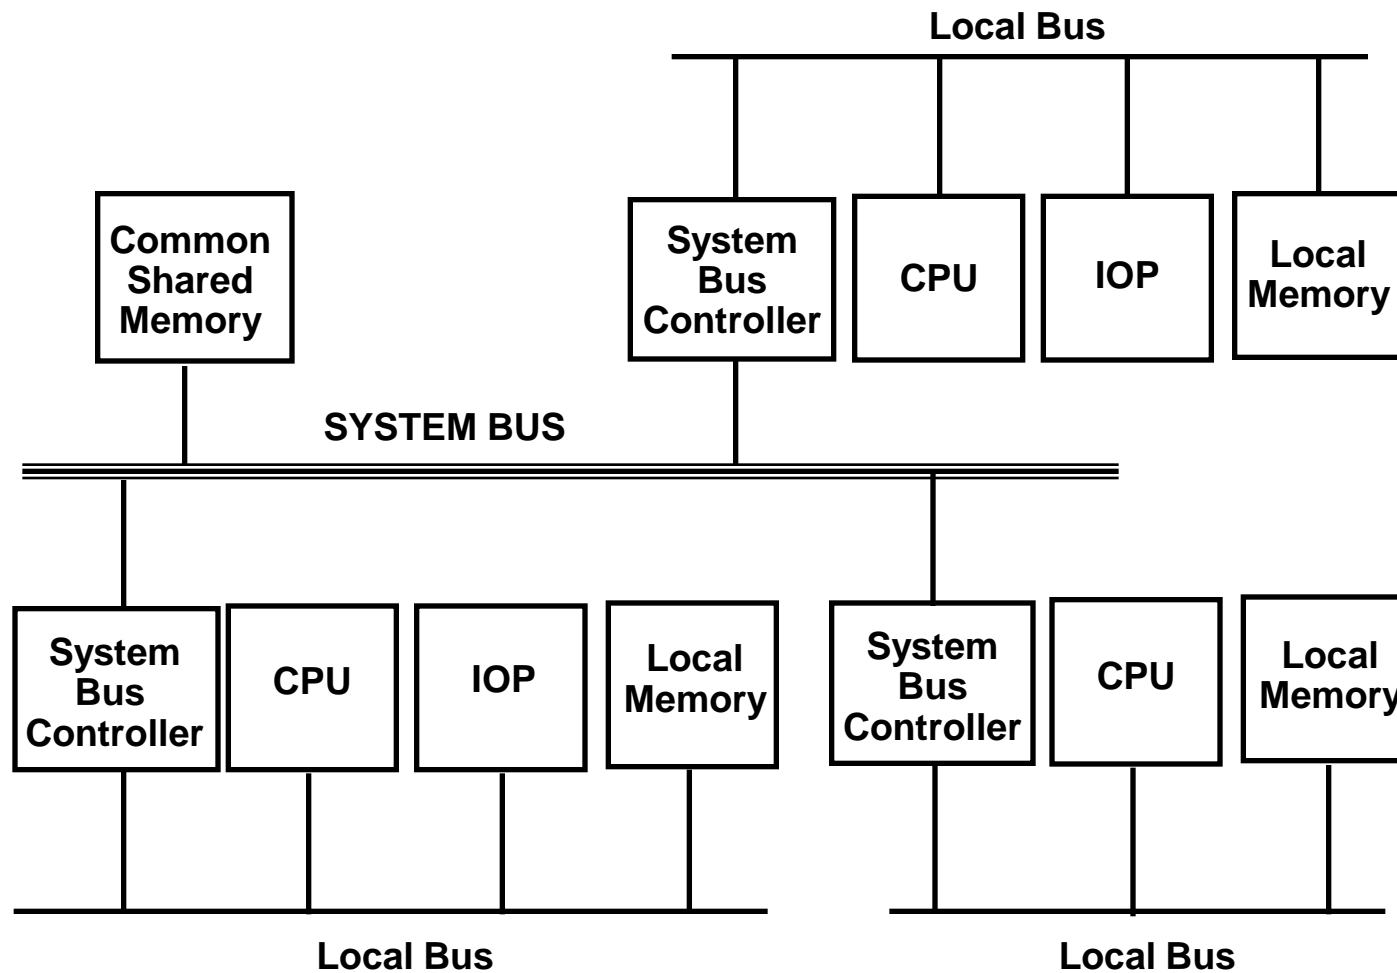 Local Bus
Common
Shared
Memory
System
Bus
Controller
CPU
IOP
Local
Memory
SYSTEM BUS
System
Bus
Controller
CPU
IOP
Local
Memory
System
Bus
Controller
CPU
Local
Memory
Local Bus
Local Bus